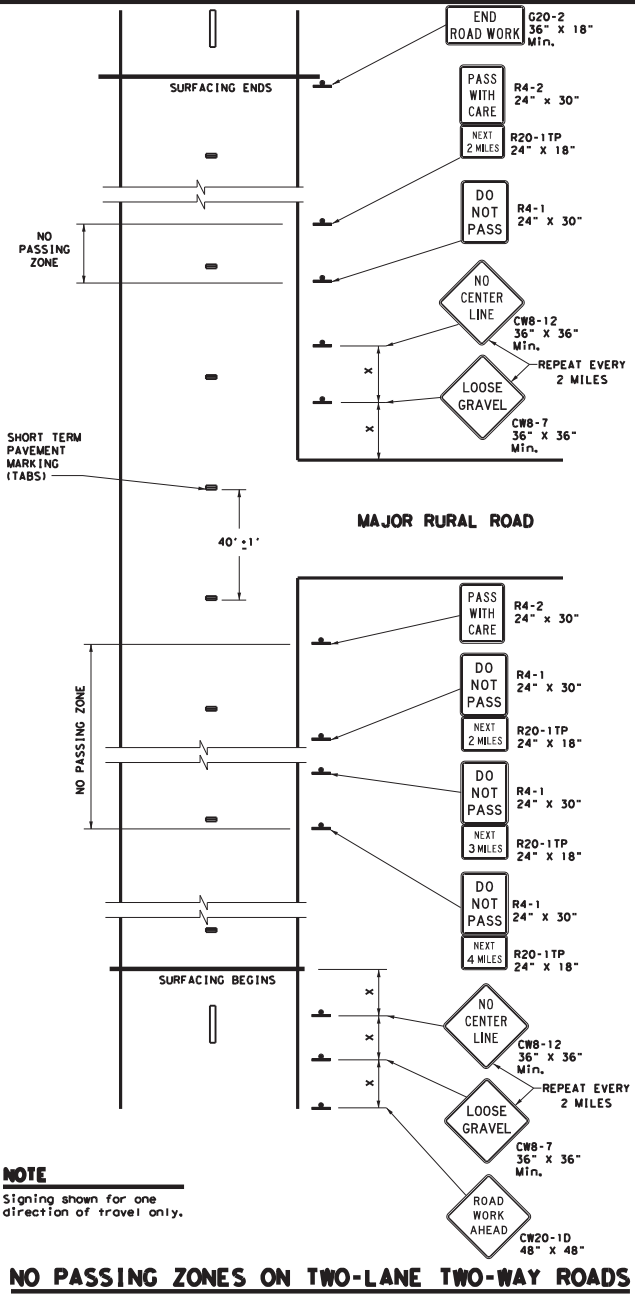 END
ROAD WORK
G20-2
36" X 18"
Min.
SURFACING ENDS
PASS
WITH
CARE
R4-2
24" x 30"
NEXT
2 MILES
R20-1TP
24" X 18"
DO
NOT
PASS
R4-1
24" X 30"
NO
PASSING
ZONE
NO
CENTER
LINE
CW8-12
36" X 36"
Min.
REPEAT EVERY
2 MILES
X
LOOSE
GRAVEL
CW8-7
36" X 36"
Min.
X
SHORT TERM
PAVEMENT
MARKING
(TABS)
MAJOR RURAL ROAD
40' ±1'
PASS
WITH
CARE
R4-2
24" X 30"
DO
NOT
PASS
R4-1
24" X 30"
NEXT
2 MILES
R20-1TP
24" X 18"
NO PASSING ZONE
DO
NOT
PASS
R4-1
24" X 30"
NEXT
3 MILES
R20-1TP
24" X 18"
DO
NOT
PASS
R4-1
24" X 30"
NEXT
4 MILES
R20-1TP
24" X 18"
SURFACING BEGINS
X
NO
CENTER
LINE
CW8-12
36" X 36"
Min.
X
REPEAT EVERY
2 MILES
X
LOOSE
GRAVEL
CW8-7
36" X 36"
Min.
ROAD
WORK
AHEAD
CW20-1D
48" X 48"
NOTE
Signing shown for one
direction of travel only.
NO PASSING ZONES ON TWO-LANE TWO-WAY ROADS